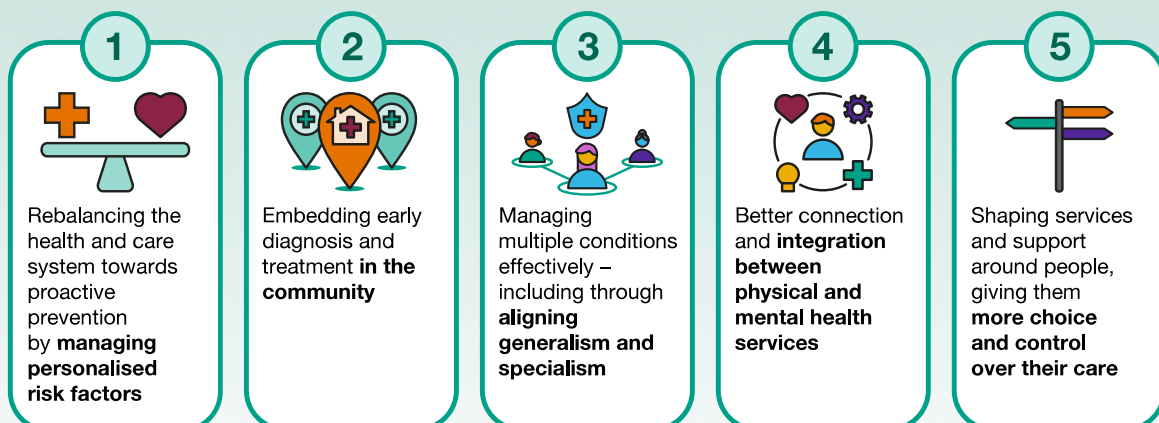 1
Rebalancing the
health and care
system towards
proactive
prevention
by managing
personalised
risk factors
2
Embedding early
diagnosis and
treatment in the
community
3
Managing
multiple conditions
effectively –
including through
aligning
generalism and
specialism
4
Better connection
and integration
between
physical and
mental health
services
5
Shaping services
and support
around people,
giving them
more choice
and control
over their care